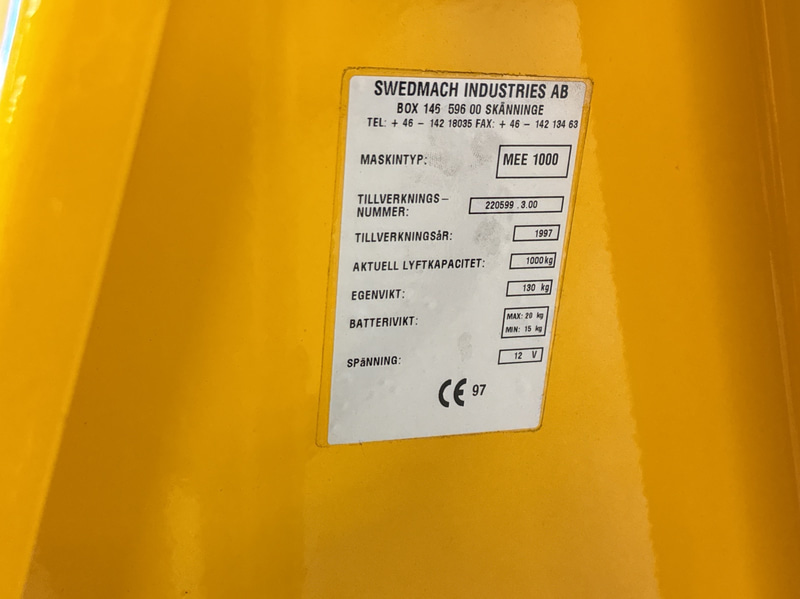 SWEDMACH INDUSTRIES AB
BOX 146 596 00 SKÄNNINGE
TEL: + 46 - 142 18035 FAX: + 46 - 142 134 63
MASKINTYP: MEE 1000
TILLVERKNINGS-
NUMMER: 220599.3.00
TILLVERKNINGSåR: 1997
AKTUELL LYFTKAPACITET: 1000kg
EGENVIKT: 130 kg
BATTERIVIKT: MAX: 20 kg
MIN: 15 kg
SPäNNING: 12 V
CE 97